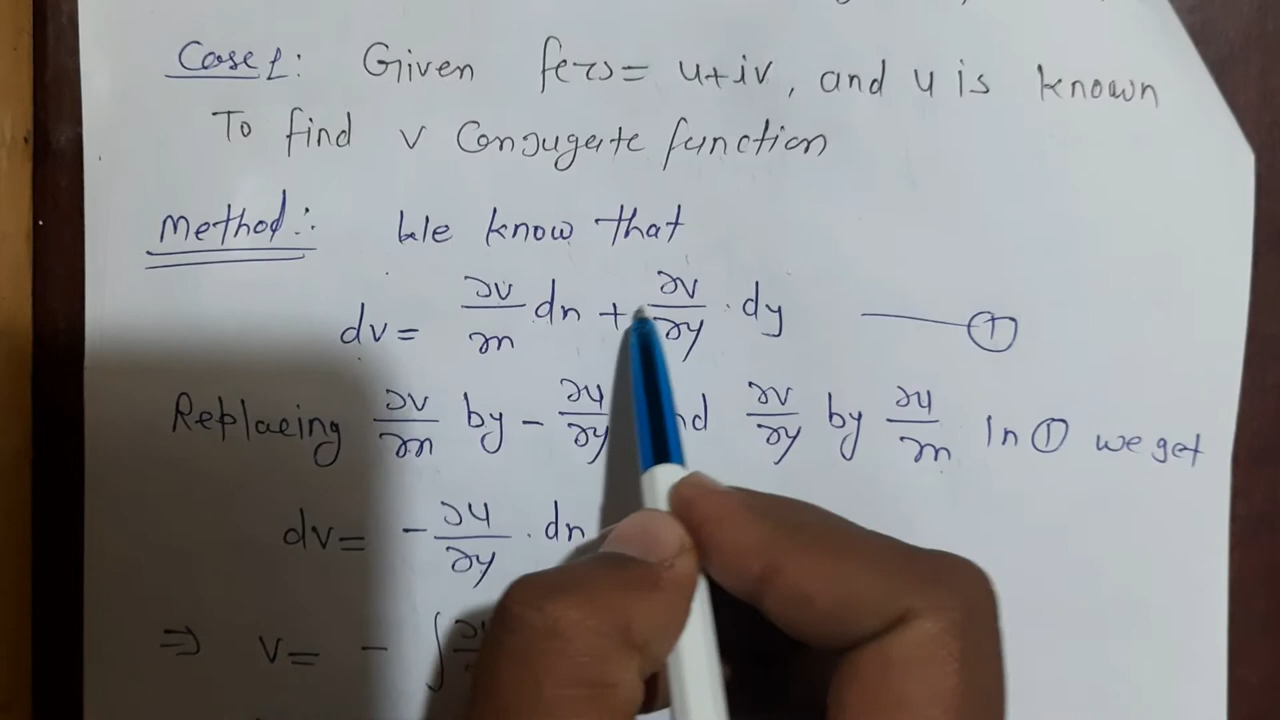 Case 1: Given f(z) = u+iv, and u is known
To find v Conjugate function
Method:: We know that
dv = ∂v/∂x dx + ∂v/∂y · dy —— ①
Replacing ∂v/∂x by - ∂u/∂y and ∂v/∂y by ∂u/∂x In ① we get
dv = - ∂u/∂y · dx
⇒ v = - ∫